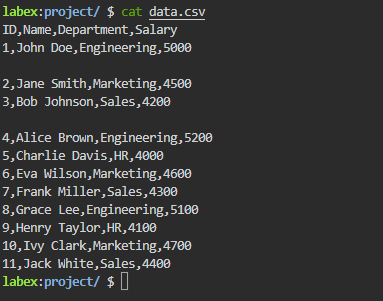 labex:project/ $ cat data.csv
ID,Name,Department,Salary
1,John Doe,Engineering,5000
2,Jane Smith,Marketing,4500
3,Bob Johnson,Sales,4200
4,Alice Brown,Engineering,5200
5,Charlie Davis,HR,4000
6,Eva Wilson,Marketing,4600
7,Frank Miller,Sales,4300
8,Grace Lee,Engineering,5100
9,Henry Taylor,HR,4100
10,Ivy Clark,Marketing,4700
11,Jack White,Sales,4400
labex:project/ $